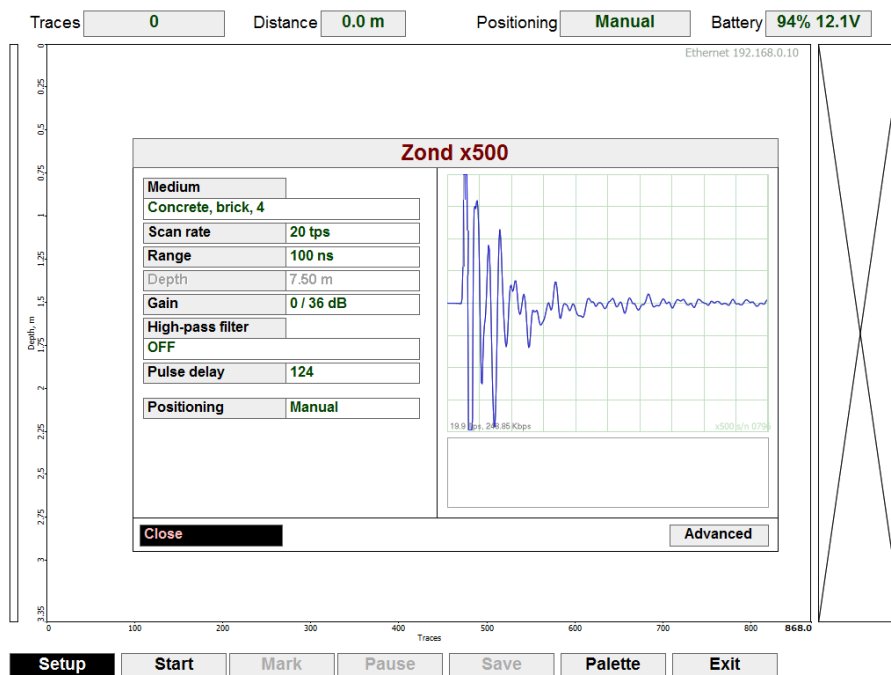 Traces 0 Distance 0.0 m Positioning Manual Battery 94% 12.1V
Ethernet 192.168.0.10
Zond x500
Medium
Concrete, brick, 4
Scan rate 20 tps
Range 100 ns
Depth 7.50 m
Gain 0 / 36 dB
High-pass filter
OFF
Pulse delay 124
Positioning Manual
x500 s/n 0796
Close Advanced
0
0.25
0.5
0.75
1
1.25
1.5
1.75
2
2.25
2.5
2.75
3
3.35
Depth, m
0 100 200 300 400 500 600 700 800 868.0
Traces
Setup Start Mark Pause Save Palette Exit